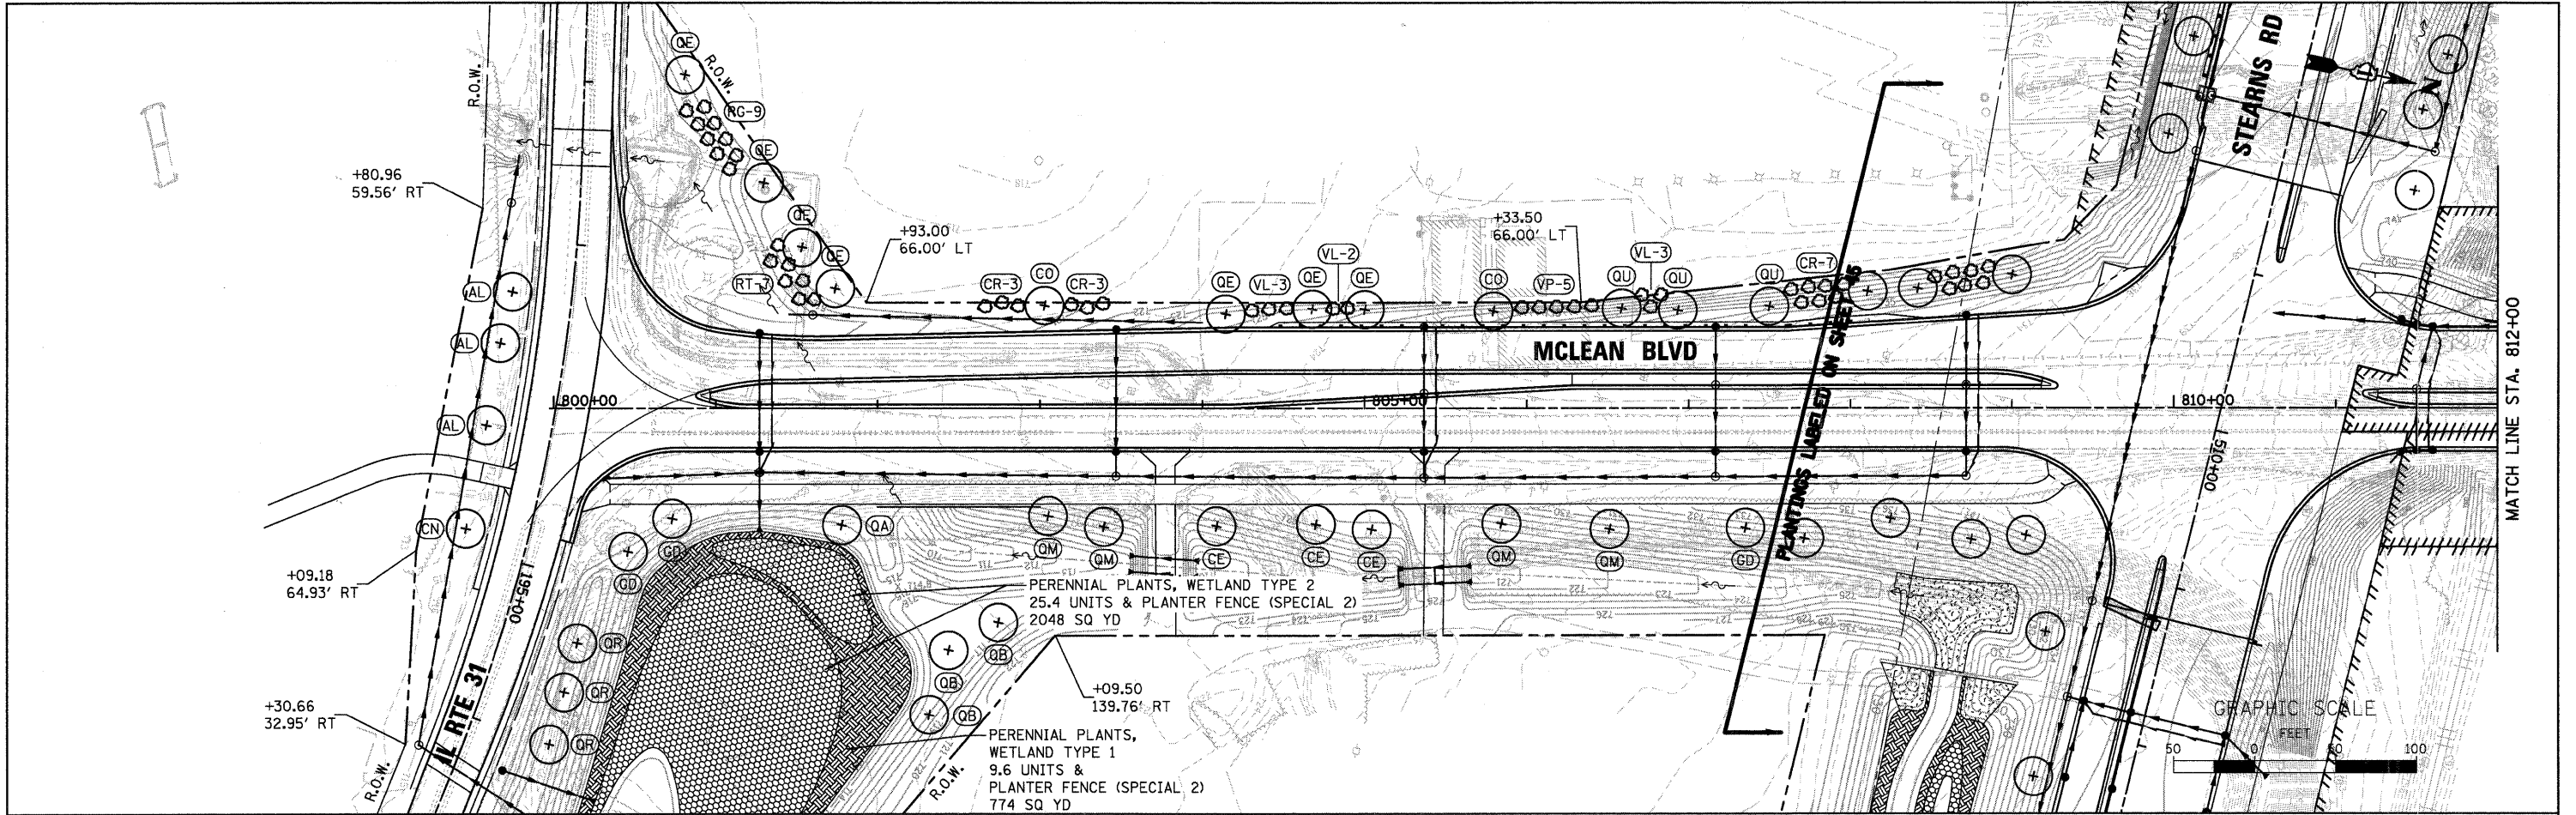 QE
R.O.W.
R.O.W.
STEARNS RD
N
RG-9
QE
+80.96
59.56' RT
718
QE
+93.00
66.00' LT
+33.50
66.00' LT
QE
RT-7
CR-3
CO
CR-3
QE
VL-3
QE
VL-2
QE
CO
VP-5
QU
VL-3
QU
QU
CR-7
AL
AL
AL
MCLEAN BLVD
PLANTINGS LABELED ON SHEET 45
MATCH LINE STA. 812+00
800+00
805+00
810+00
510+00
CN
GD
GD
QA
QM
QM
CE
CE
CE
QM
QM
GD
+09.18
64.93' RT
195+00
PERENNIAL PLANTS, WETLAND TYPE 2
25.4 UNITS & PLANTER FENCE (SPECIAL 2)
2048 SQ YD
QR
QR
QR
QB
QB
QB
+09.50
139.76' RT
+30.66
32.95' RT
IL RTE 31
R.O.W.
R.O.W.
PERENNIAL PLANTS,
WETLAND TYPE 1
9.6 UNITS &
PLANTER FENCE (SPECIAL 2)
774 SQ YD
GRAPHIC SCALE
FEET
50 0 50 100